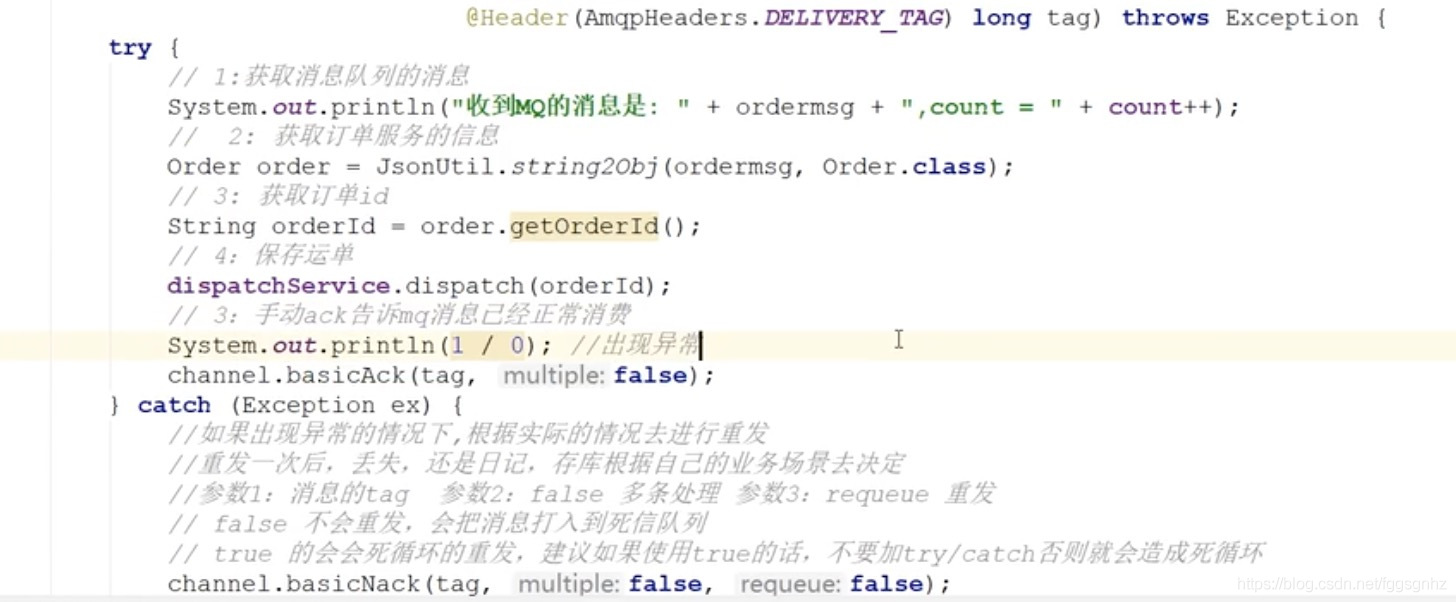 @Header(AmqpHeaders.DELIVERY_TAG) long tag) throws Exception {
try {
// 1:获取消息队列的消息
System.out.println("收到MQ的消息是: " + ordermsg + ",count = " + count++);
//  2: 获取订单服务的信息
Order order = JsonUtil.string2Obj(ordermsg, Order.class);
// 3: 获取订单id
String orderId = order.getOrderId();
// 4: 保存运单
dispatchService.dispatch(orderId);
// 3: 手动ack告诉mq消息已经正常消费
System.out.println(1 / 0); //出现异常
channel.basicAck(tag, multiple: false);
} catch (Exception ex) {
//如果出现异常的情况下,根据实际的情况去进行重发
//重发一次后, 丢失, 还是日记, 存库根据自己的业务场景去决定
//参数1: 消息的tag  参数2: false 多条处理 参数3: requeue 重发
// false 不会重发, 会把消息打入到死信队列
// true 的会会死循环的重发, 建议如果使用true的话, 不要加try/catch否则就会造成死循环
channel.basicNack(tag, multiple: false, requeue: false);
https://blog.csdn.net/fggsgnhz